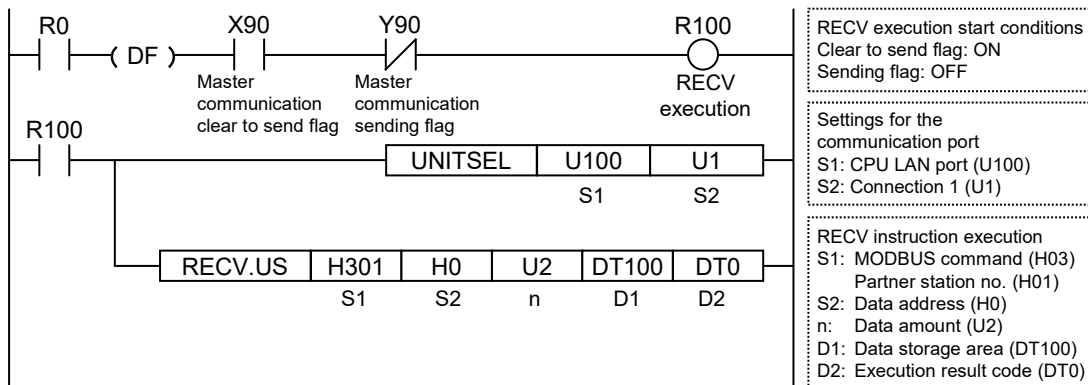 R0
X90
Y90
R100
( DF )
Master
communication
clear to send flag
Master
communication
sending flag
RECV
execution
RECV execution start conditions
Clear to send flag: ON
Sending flag: OFF
R100
UNITSEL U100 U1
S1 S2
Settings for the
communication port
S1: CPU LAN port (U100)
S2: Connection 1 (U1)
RECV.US H301 H0 U2 DT100 DT0
S1 S2 n D1 D2
RECV instruction execution
S1: MODBUS command (H03)
Partner station no. (H01)
S2: Data address (H0)
n: Data amount (U2)
D1: Data storage area (DT100)
D2: Execution result code (DT0)